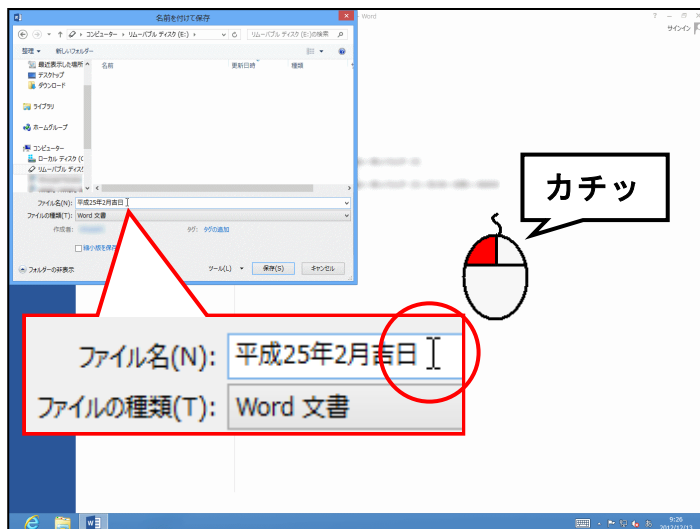 名前を付けて保存
- Word
サインイン
コンピューター
リムーバブル ディスク (E:)
リムーバブル ディスク (E:)の検索
整理
新しいフォルダー
最近表示した場所
名前
更新日時
種類
デスクトップ
ダウンロード
ライブラリ
ホームグループ
コンピューター
ローカル ディスク (C
リムーバブル ディス
ファイル名(N): 平成25年2月吉日
ファイルの種類(T): Word 文書
作成者:
タグ: タグの追加
縮小版を保存
フォルダーの非表示
ツール(L)
保存(S)
キャンセル
カチッ
ファイル名(N): 平成25年2月吉日
ファイルの種類(T): Word 文書
あ
9:26
2012/12/13